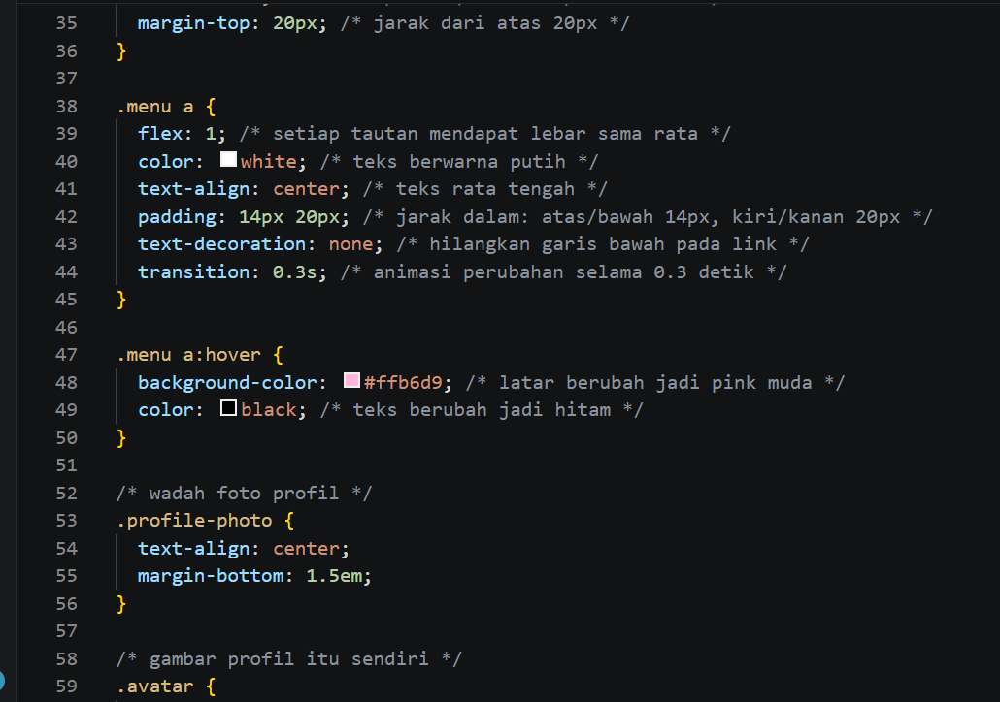 35 margin-top: 20px; /* jarak dari atas 20px */
36 }
37
38 .menu a {
39 flex: 1; /* setiap tautan mendapat lebar sama rata */
40 color: white; /* teks berwarna putih */
41 text-align: center; /* teks rata tengah */
42 padding: 14px 20px; /* jarak dalam: atas/bawah 14px, kiri/kanan 20px */
43 text-decoration: none; /* hilangkan garis bawah pada link */
44 transition: 0.3s; /* animasi perubahan selama 0.3 detik */
45 }
46
47 .menu a:hover {
48 background-color: #ffb6d9; /* latar berubah jadi pink muda */
49 color: black; /* teks berubah jadi hitam */
50 }
51
52 /* wadah foto profil */
53 .profile-photo {
54 text-align: center;
55 margin-bottom: 1.5em;
56 }
57
58 /* gambar profil itu sendiri */
59 .avatar {